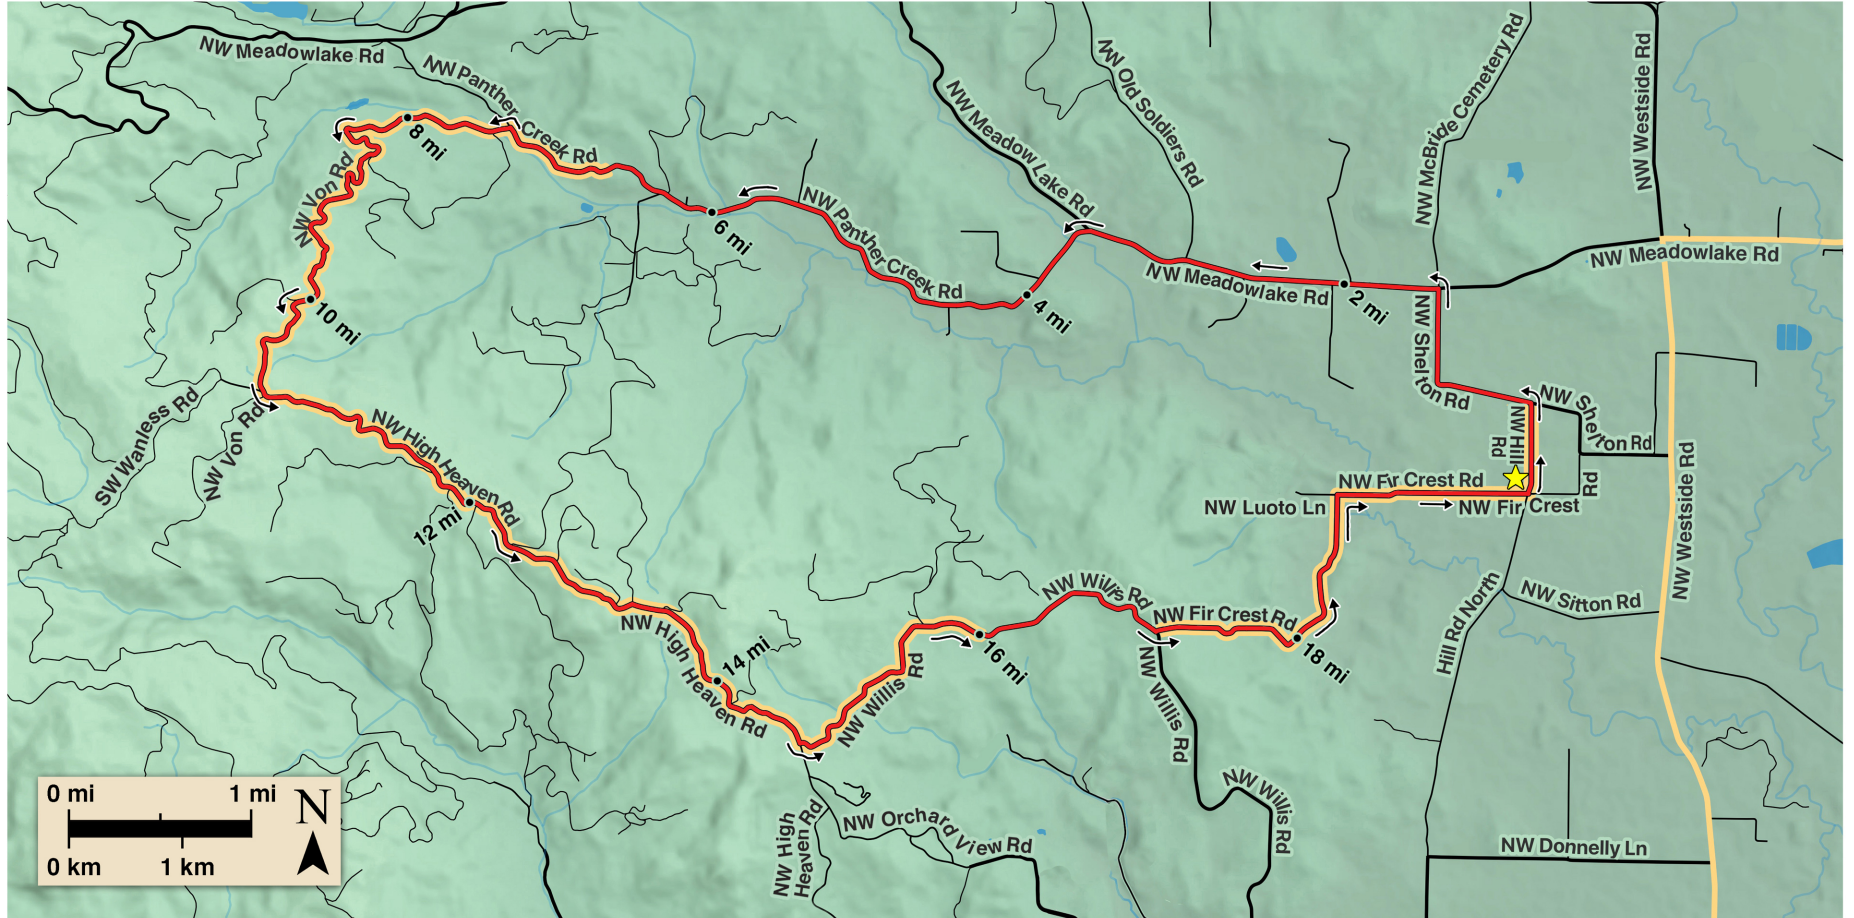 NW Meadowlake Rd
NW Panther Creek Rd
NW Meadow Lake Rd
NW Old Soldiers Rd
NW McBride Cemetery Rd
NW Westside Rd
8 mi
NW Von Rd
6 mi
NW Panther Creek Rd
4 mi
NW Meadowlake Rd
2 mi
NW Meadowlake Rd
10 mi
NW Shelton Rd
NW Shelton Rd
NW Hill
Rd
SW Wanless Rd
NW Von Rd
NW High Heaven Rd
12 mi
NW Fir Crest Rd
NW Luoto Ln
NW Fir Crest
Rd
NW Westside Rd
NW High Heaven Rd
14 mi
NW Willis Rd
16 mi
NW Willis Rd
NW Fir Crest Rd
18 mi
NW Sitton Rd
Hill Rd North
NW Willis Rd
NW Willis Rd
NW High
Heaven Rd
NW Orchard View Rd
NW Donnelly Ln
0 mi
1 mi
N
0 km
1 km